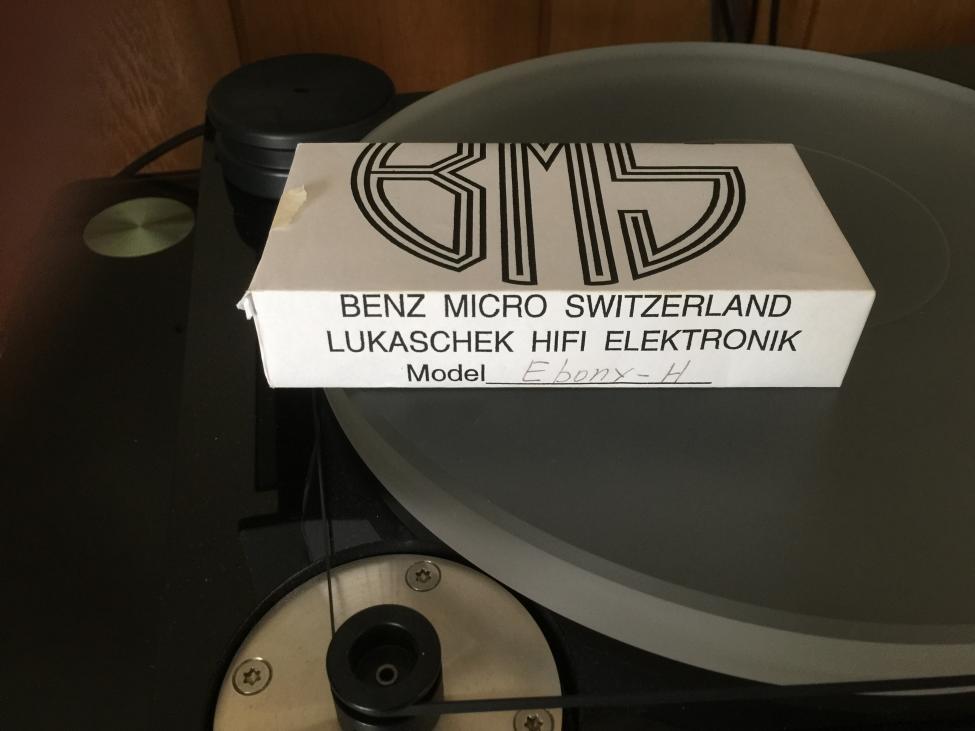 BMS
BENZ MICRO SWITZERLAND
LUKASCHEK HIFI ELEKTRONIK
Model Ebony-H